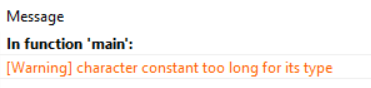 Message
In function 'main':
[Warning] character constant too long for its type